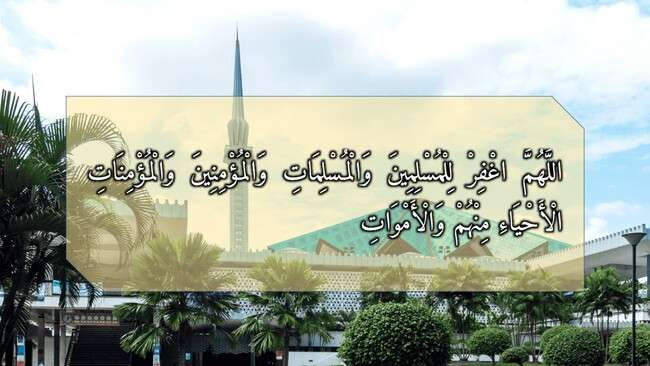 اللَّهُمَّ اغْفِرْ لِلْمُسْلِمِينَ وَالْمُسْلِمَاتِ وَالْمُؤْمِنِينَ وَالْمُؤْمِنَاتِ
الْأَحْيَاءِ مِنْهُمْ وَالْأَمْوَاتِ